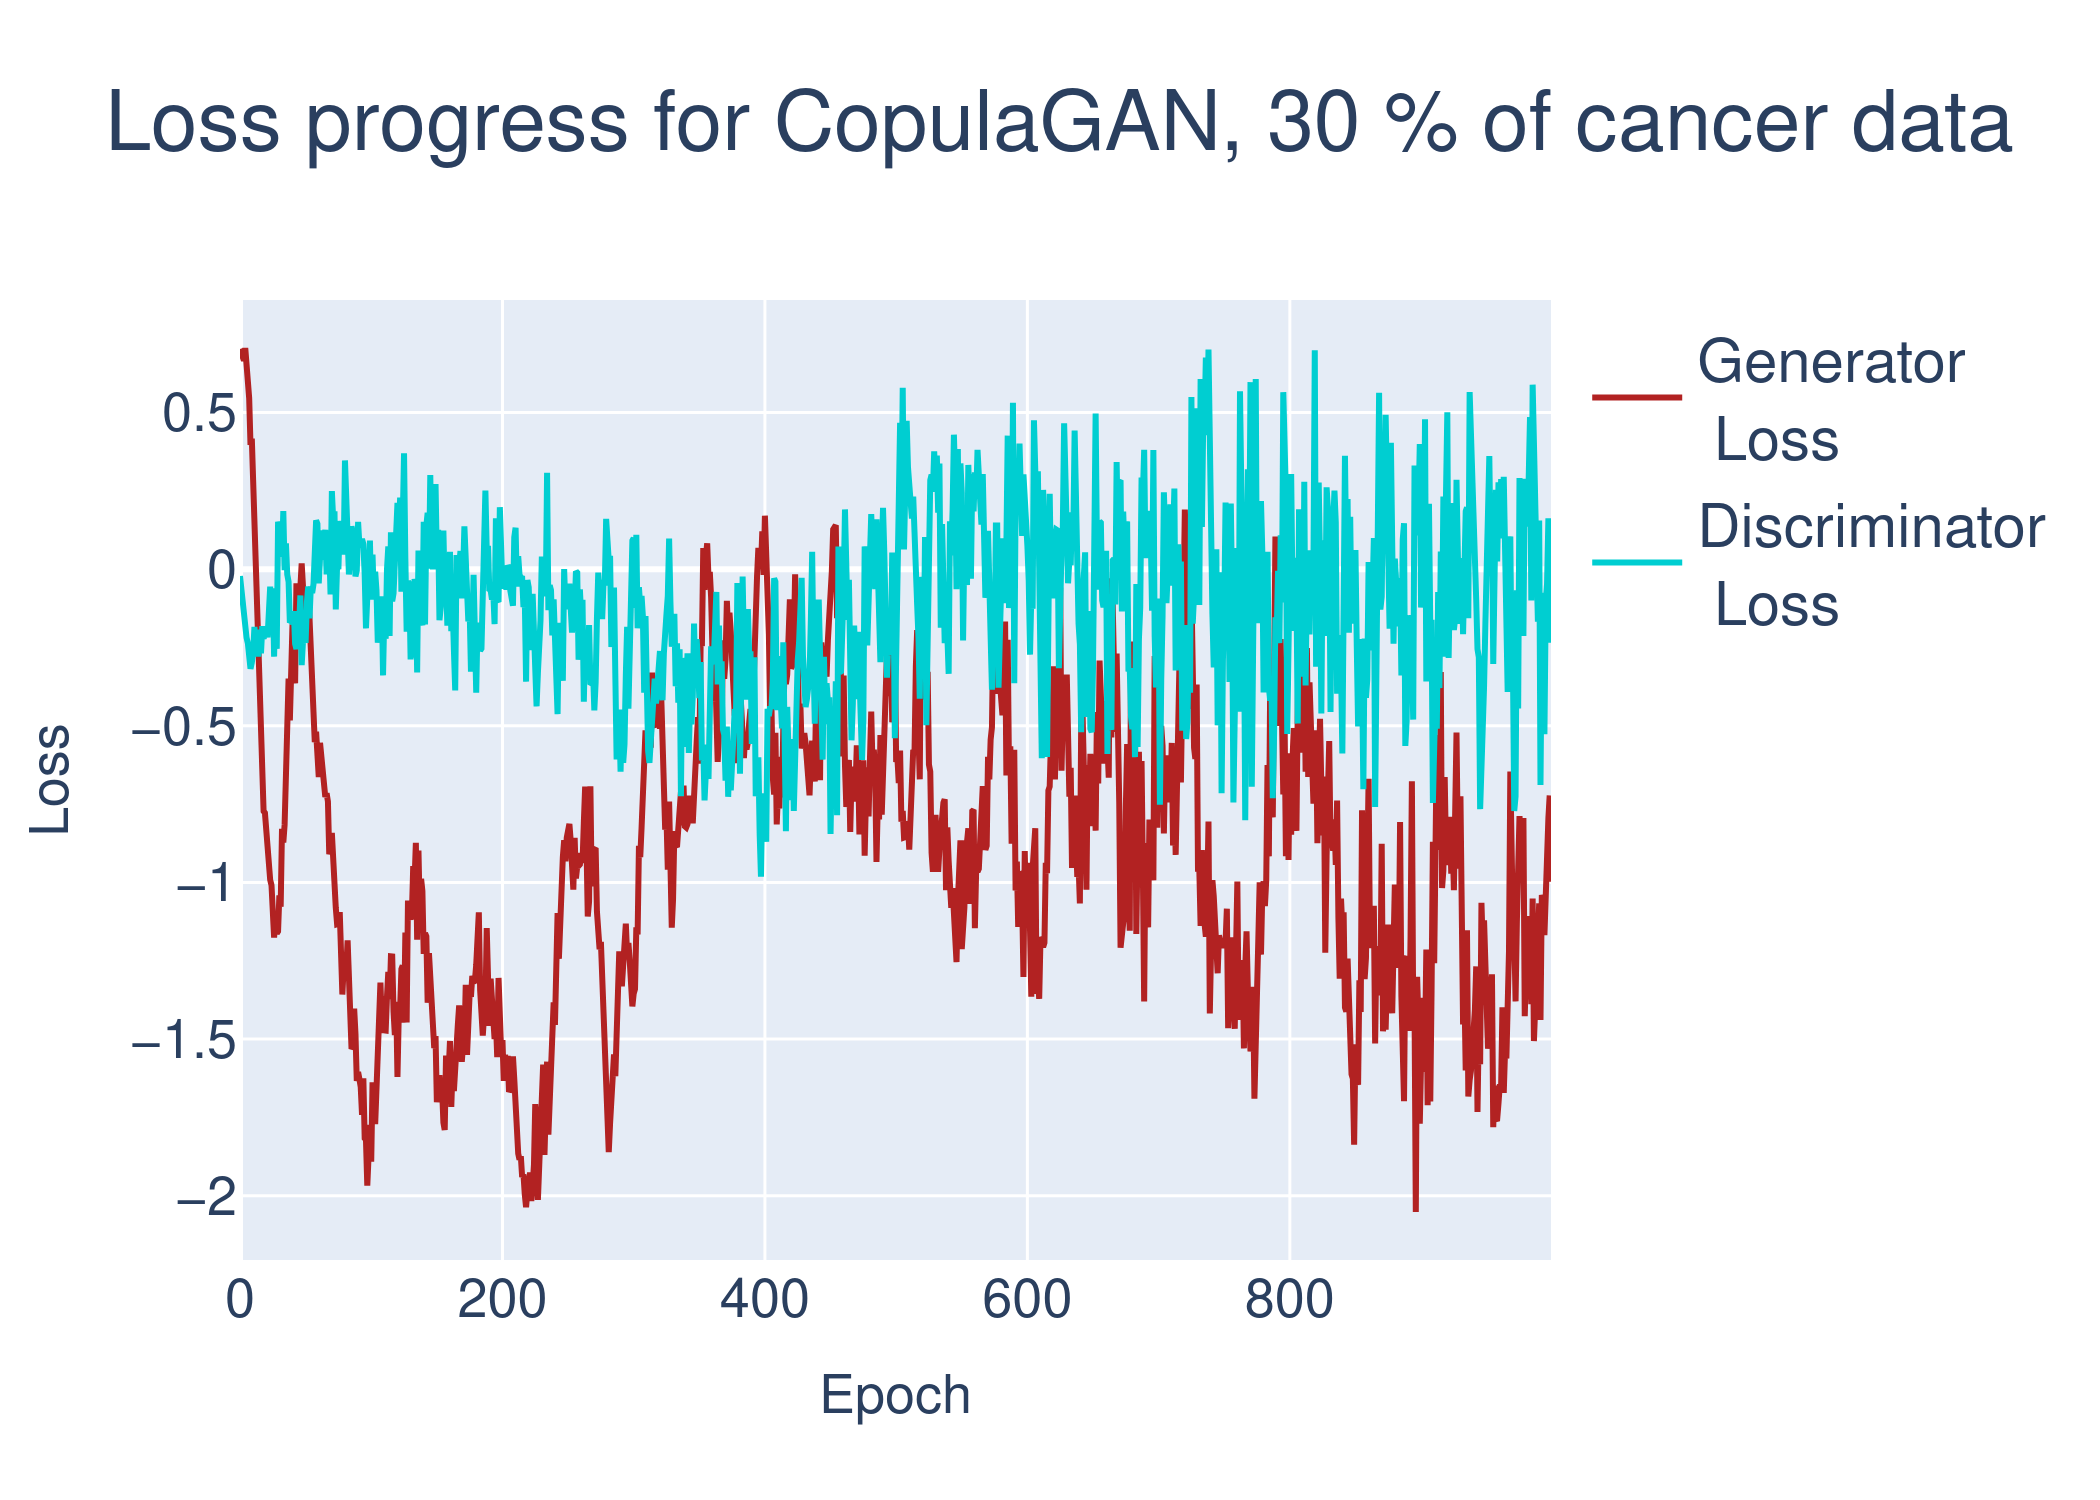 Loss progress for CopulaGAN, 30 % of cancer data
Generator
Loss
Discriminator
Loss
0.5
0
−0.5
−1
−1.5
−2
Loss
0 200 400 600 800
Epoch